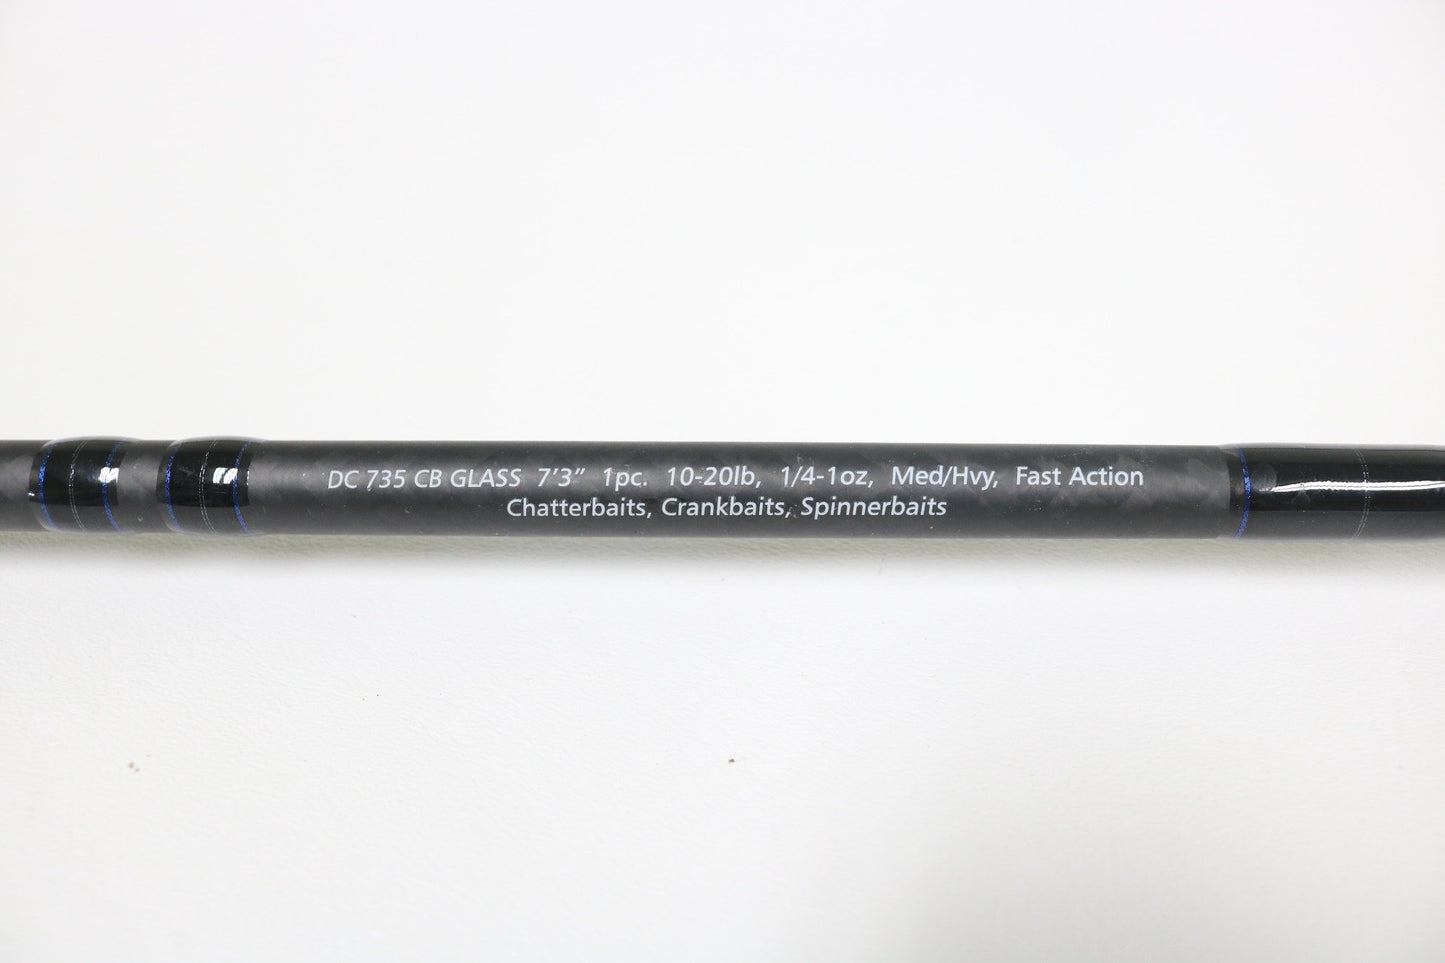 DC 735 CB GLASS 7'3" 1pc. 10-20lb, 1/4-1oz, Med/Hvy, Fast Action
Chatterbaits, Crankbaits, Spinnerbaits